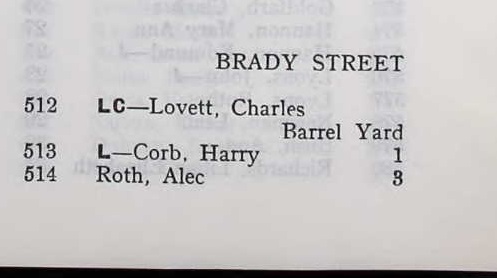 BRADY STREET
512 LC—Lovett, Charles
Barrel Yard
513 L—Corb, Harry 1
514 Roth, Alec 3